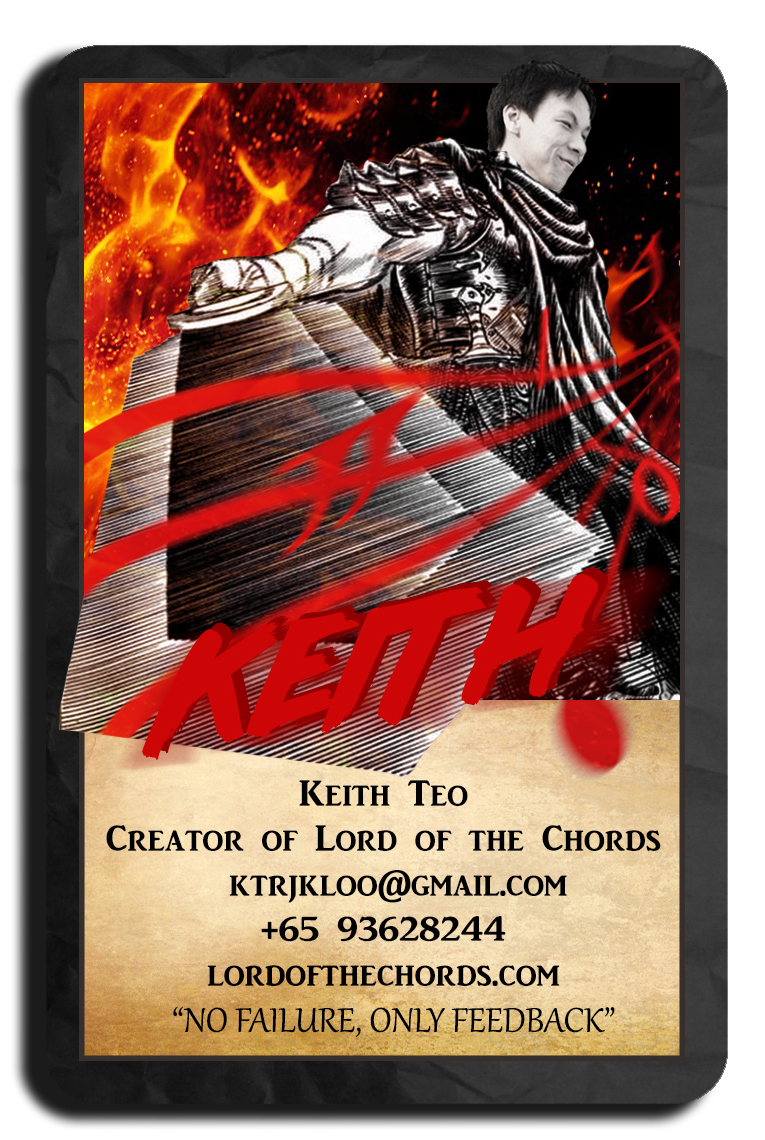 KEITH
Keith Teo
Creator of Lord of the Chords
ktrjkloo@gmail.com
+65 93628244
lordofthechords.com
“NO FAILURE, ONLY FEEDBACK”